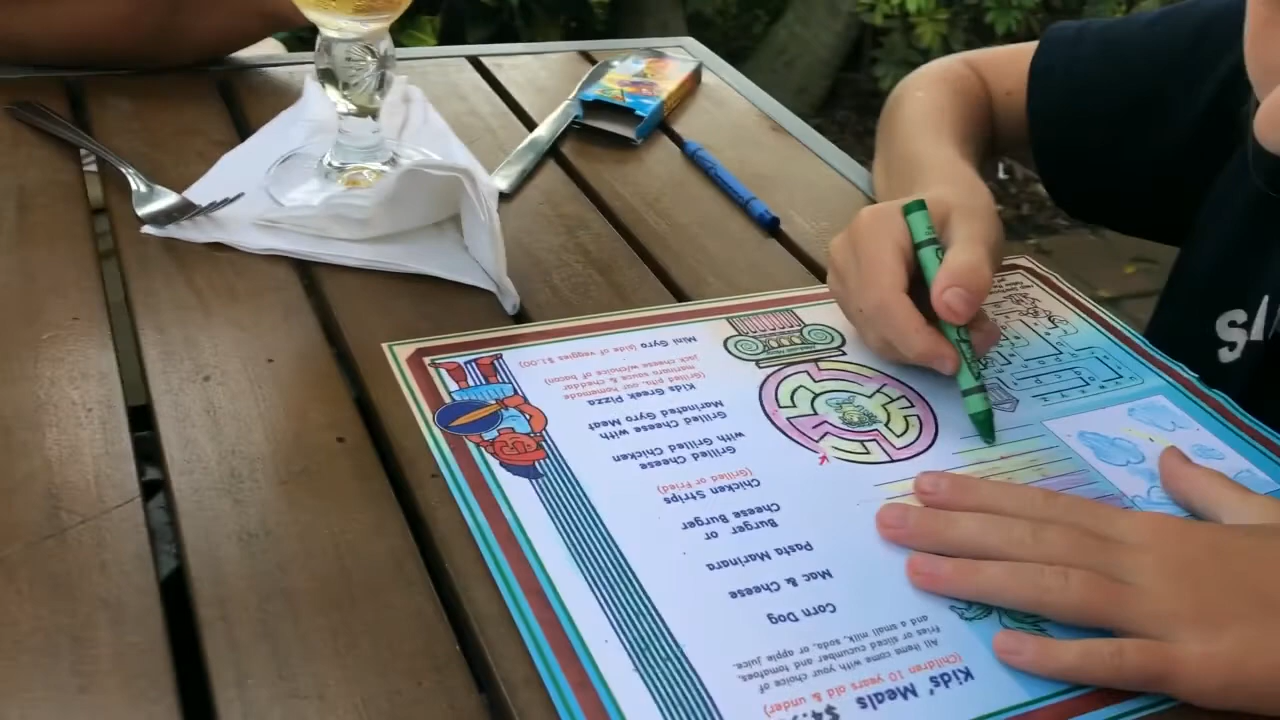 Kids' Meals
(Children 10 years old & under)
All items come with your choice of
fries or sliced cucumber and tomatoes,
and a small milk, soda, or apple juice.
Corn Dog
Mac & Cheese
Pasta Marinara
Burger or
Cheese Burger
Chicken Strips
(Grilled or Fried)
Grilled Cheese
with Grilled Chicken
Grilled Cheese with
Marinated Gyro Meat
Kids Greek Pizza
(Grilled pita, our homemade
marinara sauce & cheddar
jack cheese w/choice of bacon)
Mini Gyro (side of veggies $1.00)